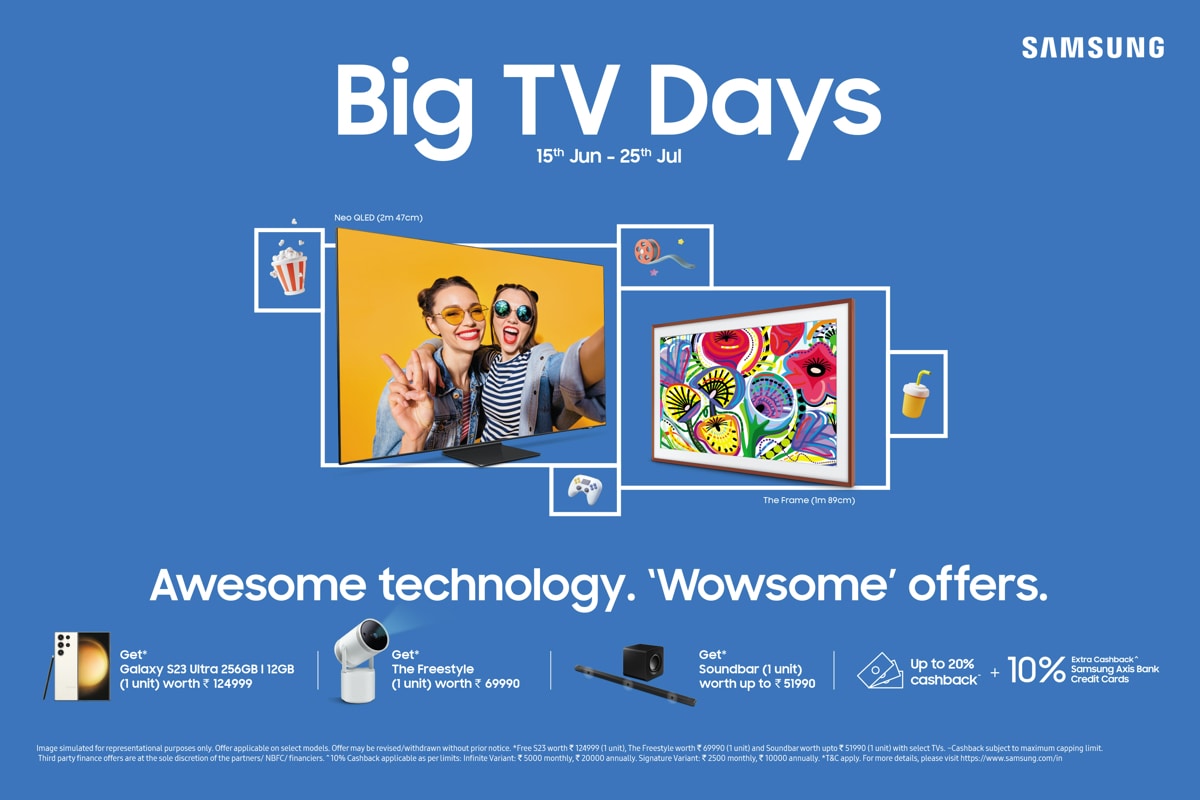 SAMSUNG
Big TV Days
15th Jun - 25th Jul
Neo QLED (2m 47cm)
The Frame (1m 89cm)
Awesome technology. ‘Wowsome’ offers.
Get*
Galaxy S23 Ultra 256GB I 12GB
(1 unit) worth ₹ 124999
Get*
The Freestyle
(1 unit) worth ₹ 69990
Get*
Soundbar (1 unit)
worth up to ₹ 51990
Up to 20%
cashback~
+ 10%
Extra Cashback^
Samsung Axis Bank
Credit Cards
Image simulated for representational purposes only. Offer applicable on select models. Offer may be revised/withdrawn without prior notice. *Free S23 worth ₹ 124999 (1 unit), The Freestyle worth ₹ 69990 (1 unit) and Soundbar worth upto ₹ 51990 (1 unit) with select TVs. ~Cashback subject to maximum capping limit.
Third party finance offers are at the sole discretion of the partners/ NBFC/ financiers. ^ 10% Cashback applicable as per limits: Infinite Variant: ₹ 5000 monthly, ₹ 20000 annually. Signature Variant: ₹ 2500 monthly, ₹ 10000 annually. *T&C apply. For more details, please visit https://www.samsung.com/in